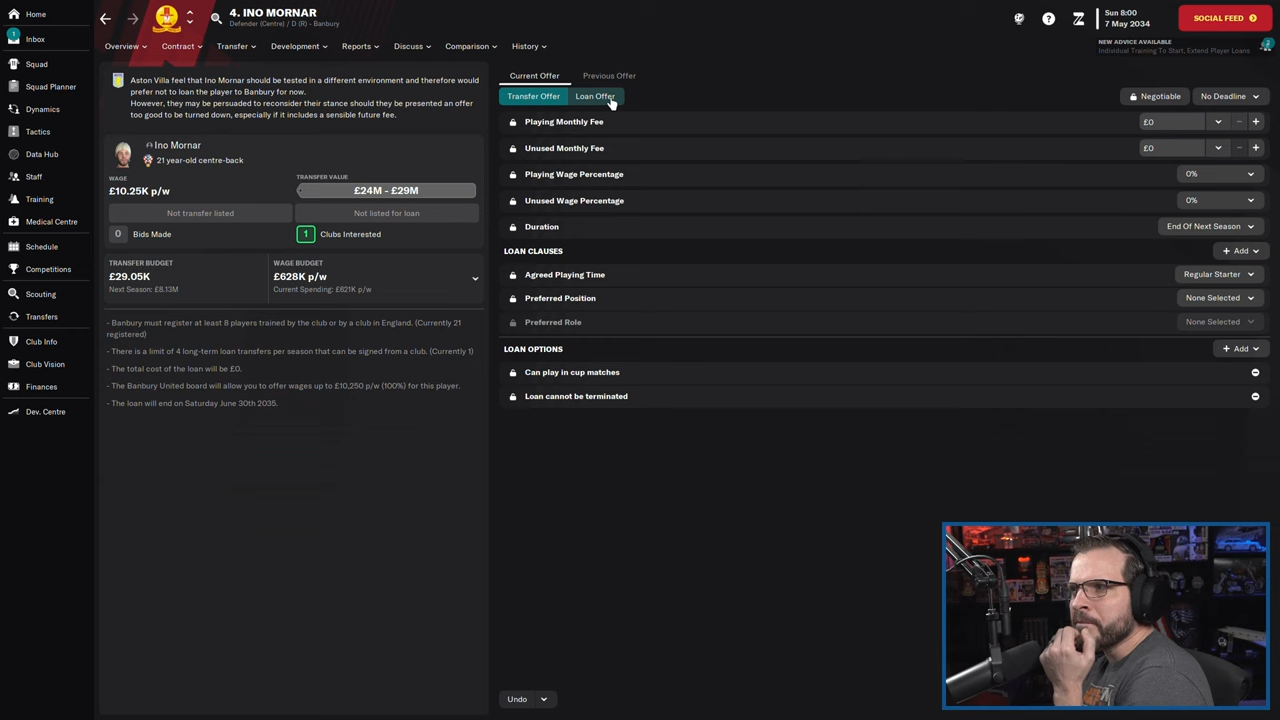 Home
Inbox
Squad
Squad Planner
Dynamics
Tactics
Data Hub
Staff
Training
Medical Centre
Schedule
Competitions
Scouting
Transfers
Club Info
Club Vision
Finances
Dev. Centre
4. INO MORNAR
Defender (Centre) / D (R) - Banbury
Overview
Contract
Transfer
Development
Reports
Discuss
Comparison
History
Sun 8:00
7 May 2034
SOCIAL FEED
NEW ADVICE AVAILABLE
Individual Training To Start, Extend Player Loans
Aston Villa feel that Ino Mornar should be tested in a different environment and therefore would
prefer not to loan the player to Banbury for now.
However, they may be persuaded to reconsider their stance should they be presented an offer
too good to be turned down, especially if it includes a sensible future fee.
Ino Mornar
21 year-old centre-back
WAGE
£10.25K p/w
TRANSFER VALUE
£24M - £29M
Not transfer listed
Not listed for loan
0 Bids Made
1 Clubs Interested
TRANSFER BUDGET
£29.05K
Next Season: £8.13M
WAGE BUDGET
£628K p/w
Current Spending: £621K p/w
- Banbury must register at least 8 players trained by the club or by a club in England. (Currently 21
registered)
- There is a limit of 4 long-term loan transfers per season that can be signed from a club. (Currently 1)
- The total cost of the loan will be £0.
- The Banbury United board will allow you to offer wages up to £10,250 p/w (100%) for this player.
- The loan will end on Saturday June 30th 2035.
Current Offer
Previous Offer
Transfer Offer
Loan Offer
Negotiable
No Deadline
Playing Monthly Fee £0
Unused Monthly Fee £0
Playing Wage Percentage 0%
Unused Wage Percentage 0%
Duration End Of Next Season
LOAN CLAUSES + Add
Agreed Playing Time Regular Starter
Preferred Position None Selected
Preferred Role None Selected
LOAN OPTIONS + Add
Can play in cup matches
Loan cannot be terminated
Undo